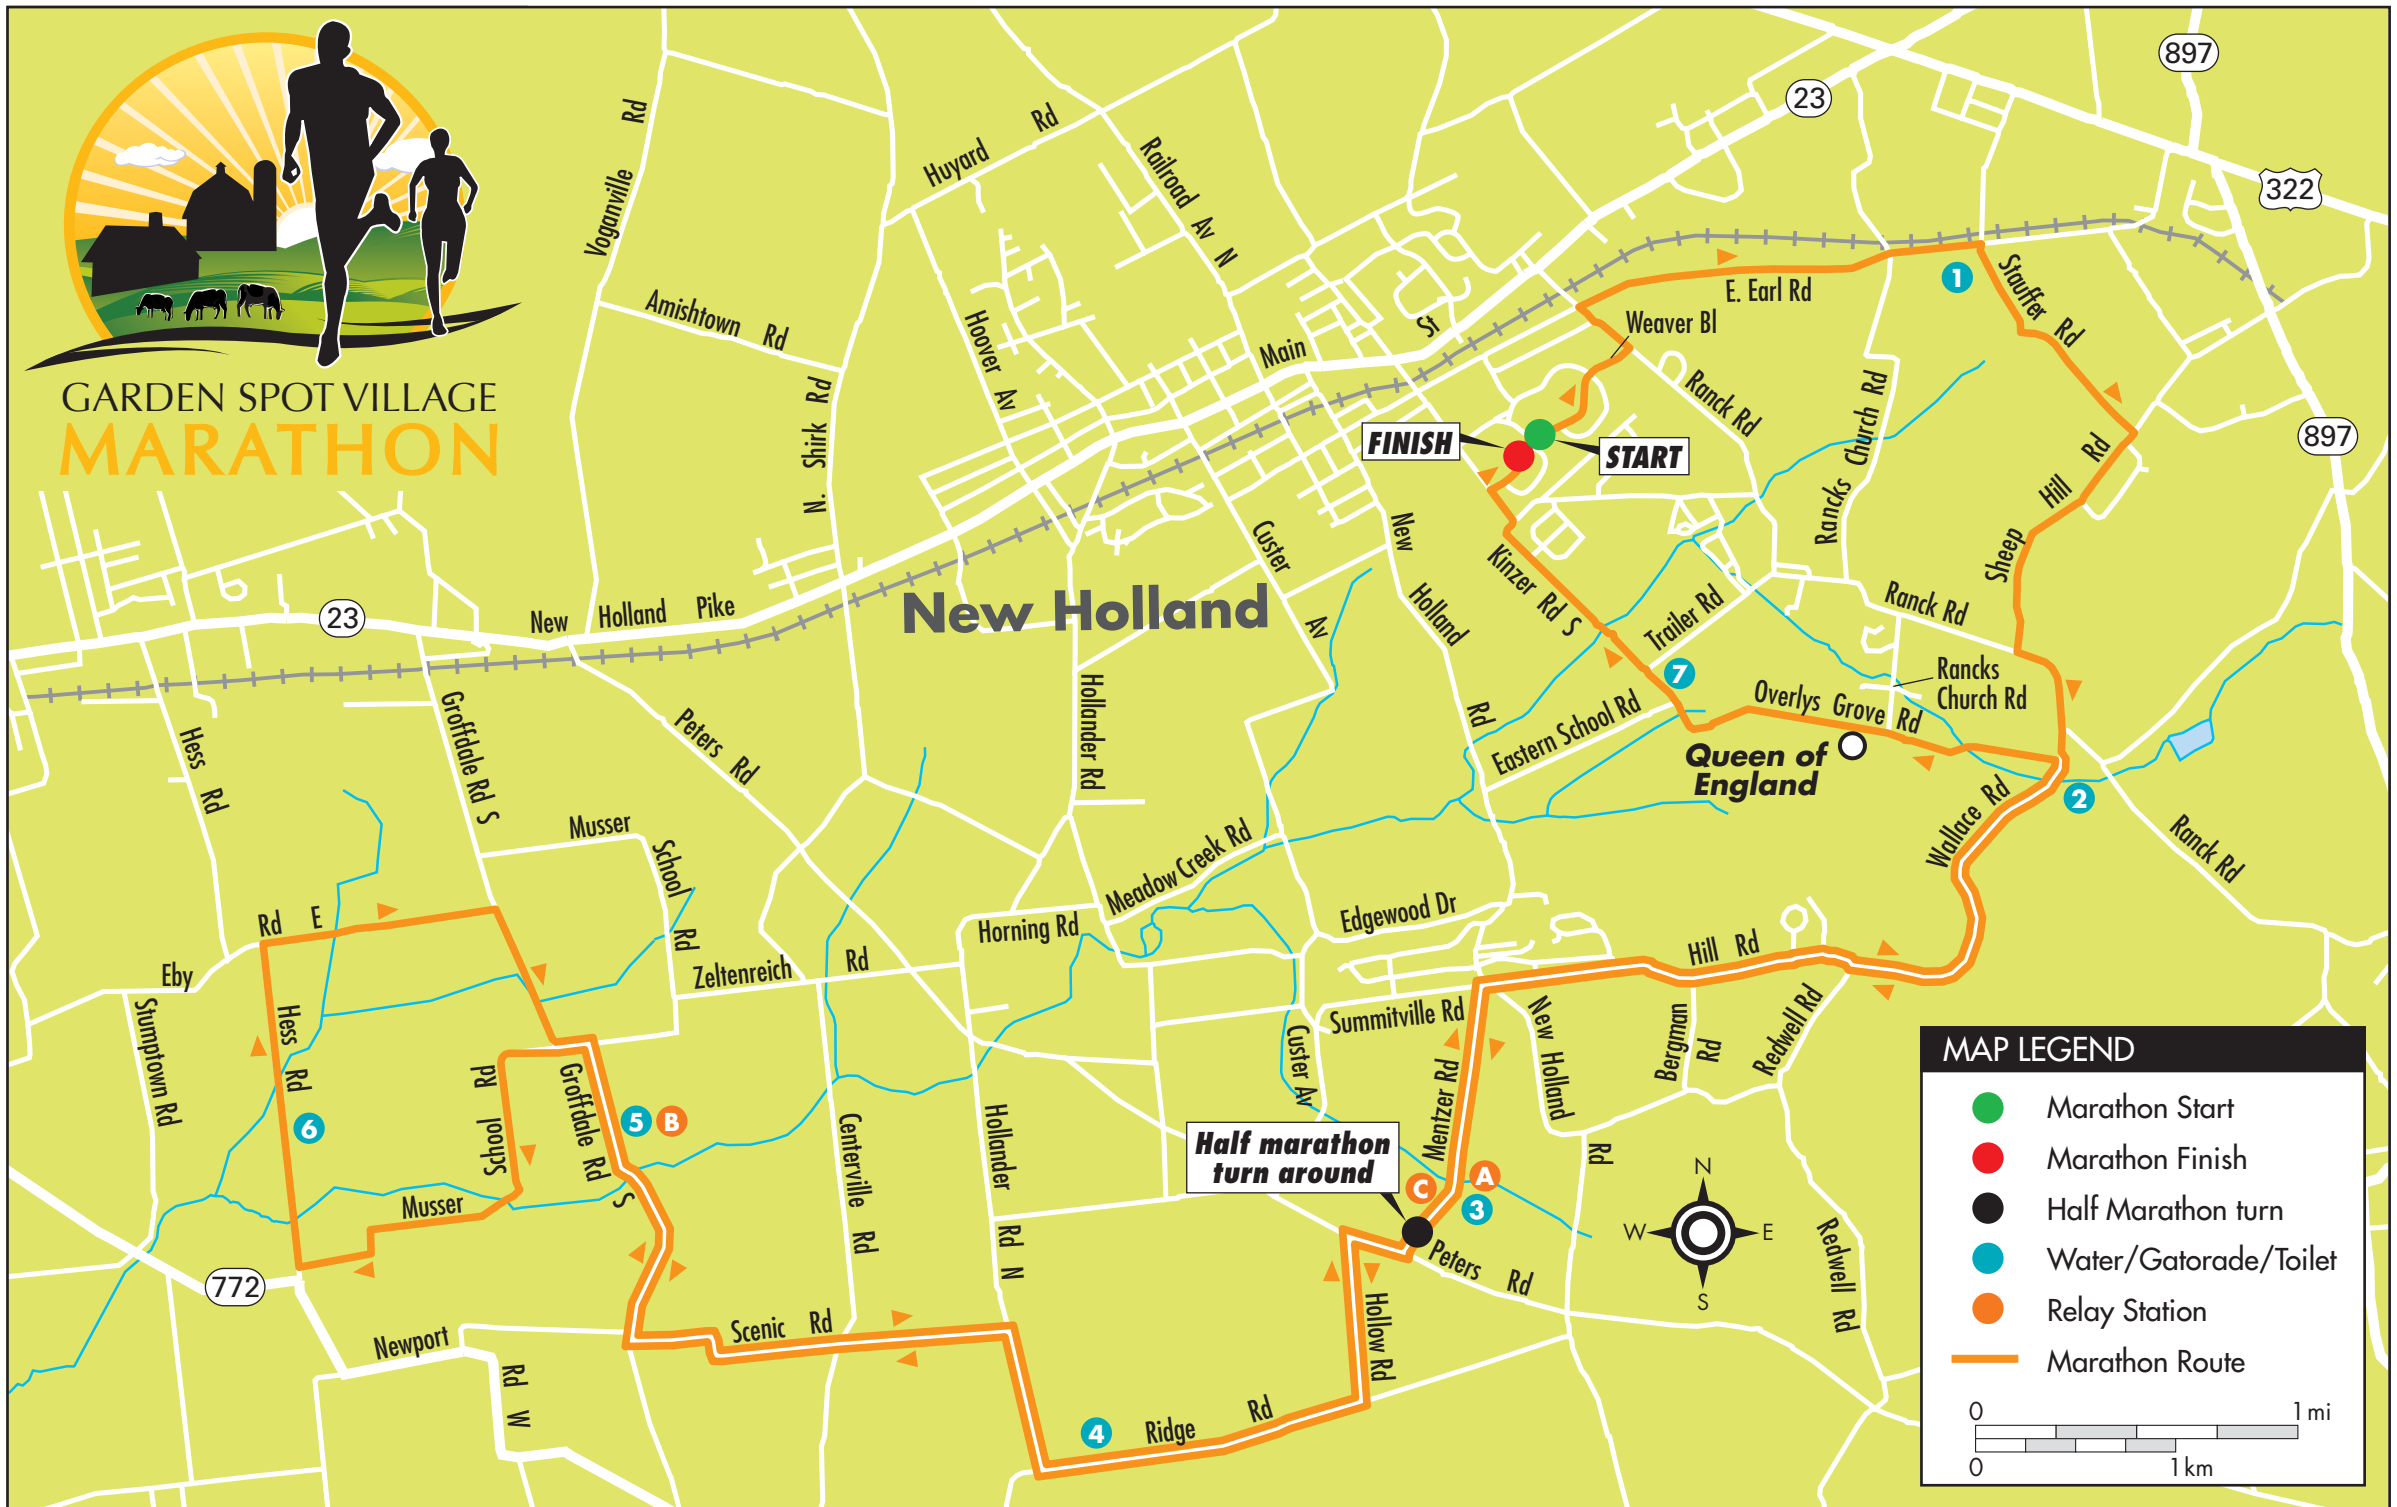 GARDEN SPOT VILLAGE
MARATHON
897
23
322
897
23
772
Voganville Rd
Huyard Rd
Railroad Av N
Amishtown Rd
Hoover Av
N. Shirk Rd
Main St
E. Earl Rd
Weaver Bl
Ranck Rd
Stauffer Rd
Rancks Church Rd
Sheep Hill Rd
FINISH
START
1
New Holland Pike
New Holland
Custer Av
New Holland Rd
Kinzer Rd S
Trailer Rd
Ranck Rd
Rancks
Church Rd
7
Overlys Grove Rd
Eastern School Rd
Queen of
England
2
Wallace Rd
Ranck Rd
Hess Rd
Groffdale Rd S
Peters Rd
Hollander Rd
Musser School Rd
Meadow Creek Rd
Horning Rd
Edgewood Dr
Zeltenreich Rd
Eby Rd E
Stumptown Rd
Hess Rd
6
School Rd
Musser
Groffdale Rd S
5
B
Centerville Rd
Hollander Rd N
Custer Av
Summitville Rd
Hill Rd
New Holland Rd
Bergman Rd
Redwell Rd
Mentzer Rd
Half marathon
turn around
C
A
3
Peters Rd
Hollow Rd
Redwell Rd
Scenic Rd
Newport Rd W
4
Ridge Rd
N
W
E
S
MAP LEGEND
Marathon Start
Marathon Finish
Half Marathon turn
Water/Gatorade/Toilet
Relay Station
Marathon Route
0 1 mi
0 1 km